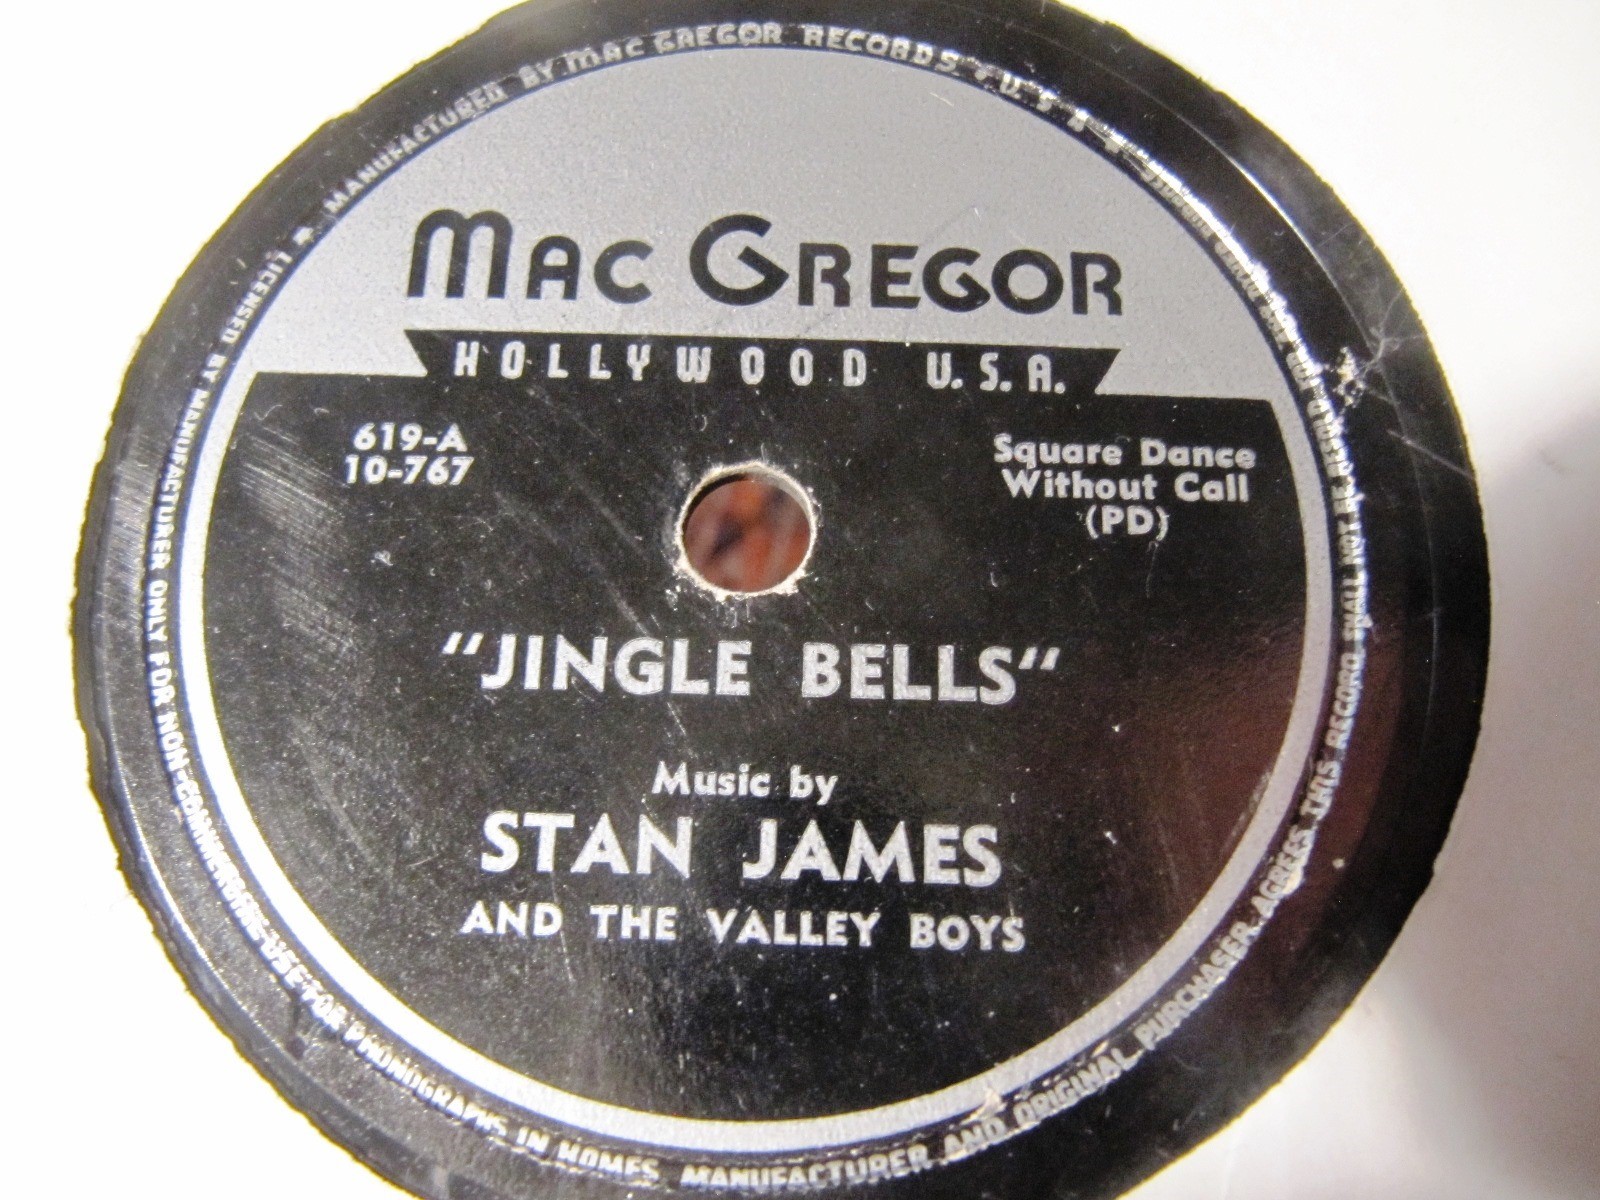 MAC GREGOR
HOLLYWOOD U.S.A.
619-A
10-767
Square Dance
Without Call
(PD)
"JINGLE BELLS"
Music by
STAN JAMES
AND THE VALLEY BOYS
LICENSED BY MANUFACTURER ONLY FOR NON-COMMERCIAL USE FOR PHONOGRAPHS IN HOMES. MANUFACTURER AND ORIGINAL PURCHASER AGREES THIS RECORD SHALL NOT BE RESOLD FOR
MANUFACTURED BY MAC GREGOR RECORDS • U. S. A.